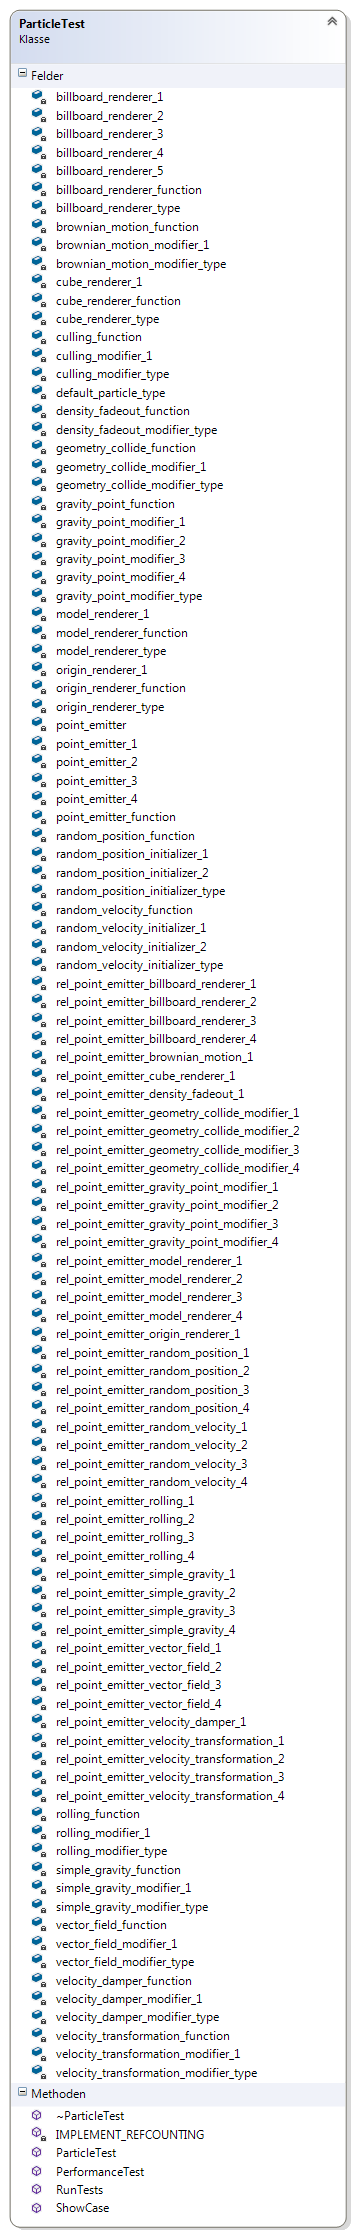 ParticleTest
Klasse
Felder
billboard_renderer_1
billboard_renderer_2
billboard_renderer_3
billboard_renderer_4
billboard_renderer_5
billboard_renderer_function
billboard_renderer_type
brownian_motion_function
brownian_motion_modifier_1
brownian_motion_modifier_type
cube_renderer_1
cube_renderer_function
cube_renderer_type
culling_function
culling_modifier_1
culling_modifier_type
default_particle_type
density_fadeout_function
density_fadeout_modifier_type
geometry_collide_function
geometry_collide_modifier_1
geometry_collide_modifier_type
gravity_point_function
gravity_point_modifier_1
gravity_point_modifier_2
gravity_point_modifier_3
gravity_point_modifier_4
gravity_point_modifier_type
model_renderer_1
model_renderer_function
model_renderer_type
origin_renderer_1
origin_renderer_function
origin_renderer_type
point_emitter
point_emitter_1
point_emitter_2
point_emitter_3
point_emitter_4
point_emitter_function
random_position_function
random_position_initializer_1
random_position_initializer_2
random_position_initializer_type
random_velocity_function
random_velocity_initializer_1
random_velocity_initializer_2
random_velocity_initializer_type
rel_point_emitter_billboard_renderer_1
rel_point_emitter_billboard_renderer_2
rel_point_emitter_billboard_renderer_3
rel_point_emitter_billboard_renderer_4
rel_point_emitter_brownian_motion_1
rel_point_emitter_cube_renderer_1
rel_point_emitter_density_fadeout_1
rel_point_emitter_geometry_collide_modifier_1
rel_point_emitter_geometry_collide_modifier_2
rel_point_emitter_geometry_collide_modifier_3
rel_point_emitter_geometry_collide_modifier_4
rel_point_emitter_gravity_point_modifier_1
rel_point_emitter_gravity_point_modifier_2
rel_point_emitter_gravity_point_modifier_3
rel_point_emitter_gravity_point_modifier_4
rel_point_emitter_model_renderer_1
rel_point_emitter_model_renderer_2
rel_point_emitter_model_renderer_3
rel_point_emitter_model_renderer_4
rel_point_emitter_origin_renderer_1
rel_point_emitter_random_position_1
rel_point_emitter_random_position_2
rel_point_emitter_random_position_3
rel_point_emitter_random_position_4
rel_point_emitter_random_velocity_1
rel_point_emitter_random_velocity_2
rel_point_emitter_random_velocity_3
rel_point_emitter_random_velocity_4
rel_point_emitter_rolling_1
rel_point_emitter_rolling_2
rel_point_emitter_rolling_3
rel_point_emitter_rolling_4
rel_point_emitter_simple_gravity_1
rel_point_emitter_simple_gravity_2
rel_point_emitter_simple_gravity_3
rel_point_emitter_simple_gravity_4
rel_point_emitter_vector_field_1
rel_point_emitter_vector_field_2
rel_point_emitter_vector_field_3
rel_point_emitter_vector_field_4
rel_point_emitter_velocity_damper_1
rel_point_emitter_velocity_transformation_1
rel_point_emitter_velocity_transformation_2
rel_point_emitter_velocity_transformation_3
rel_point_emitter_velocity_transformation_4
rolling_function
rolling_modifier_1
rolling_modifier_type
simple_gravity_function
simple_gravity_modifier_1
simple_gravity_modifier_type
vector_field_function
vector_field_modifier_1
vector_field_modifier_type
velocity_damper_function
velocity_damper_modifier_1
velocity_damper_modifier_type
velocity_transformation_function
velocity_transformation_modifier_1
velocity_transformation_modifier_type
Methoden
~ParticleTest
IMPLEMENT_REFCOUNTING
ParticleTest
PerformanceTest
RunTests
ShowCase